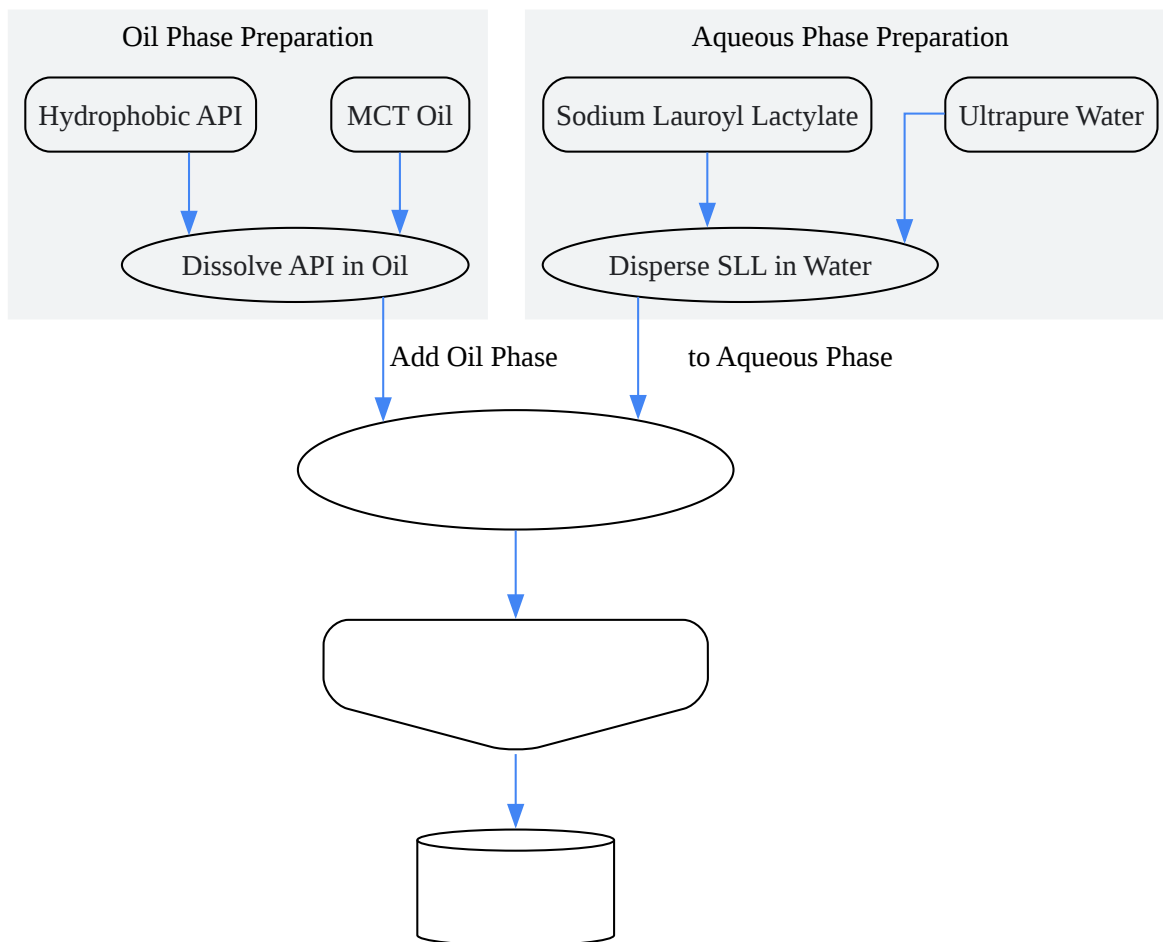 Oil Phase Preparation
Aqueous Phase Preparation
Hydrophobic API
MCT Oil
Sodium Lauroyl Lactylate
Ultrapure Water
Dissolve API in Oil
Disperse SLL in Water
Add Oil Phase
to Aqueous Phase